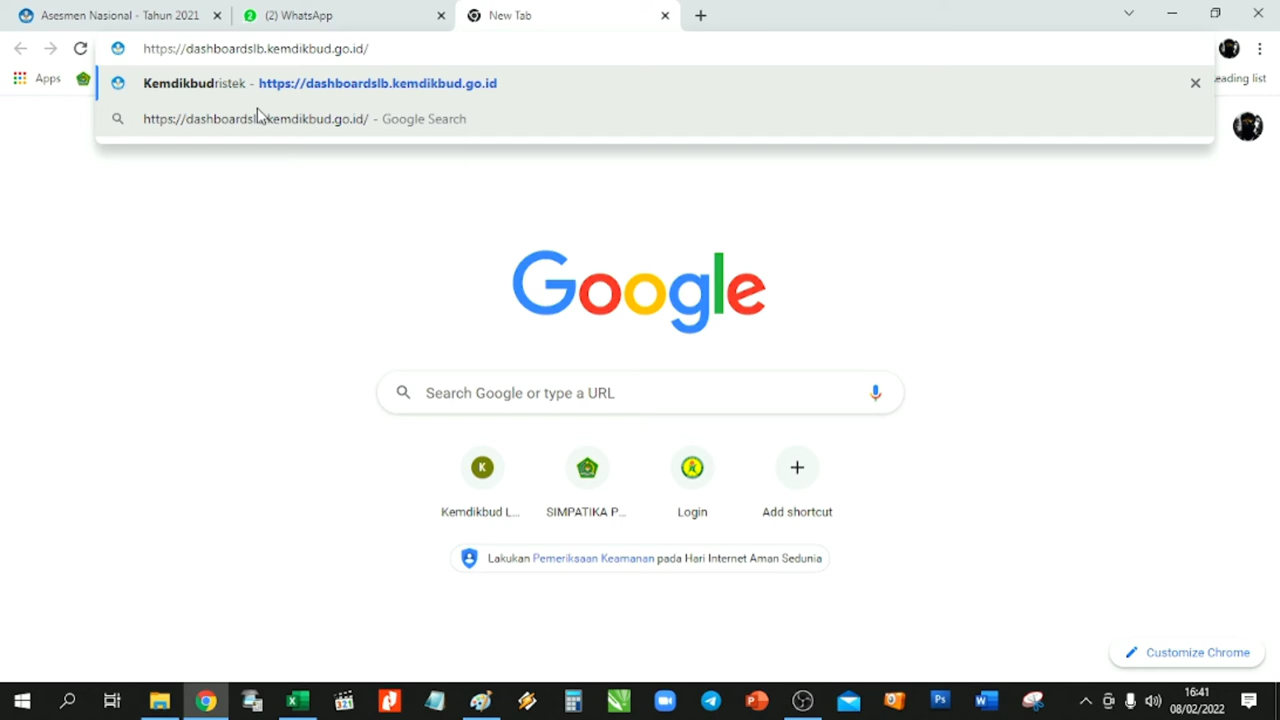 Asesmen Nasional - Tahun 2021
(2) WhatsApp
New Tab
https://dashboardslb.kemdikbud.go.id/
Apps
Kemdikbudristek - https://dashboardslb.kemdikbud.go.id
eading list
https://dashboardslb.kemdikbud.go.id/ - Google Search
Google
Search Google or type a URL
K
Kemdikbud L...
SIMPATIKA P...
Login
Add shortcut
Lakukan Pemeriksaan Keamanan pada Hari Internet Aman Sedunia
Customize Chrome
16:41
08/02/2022